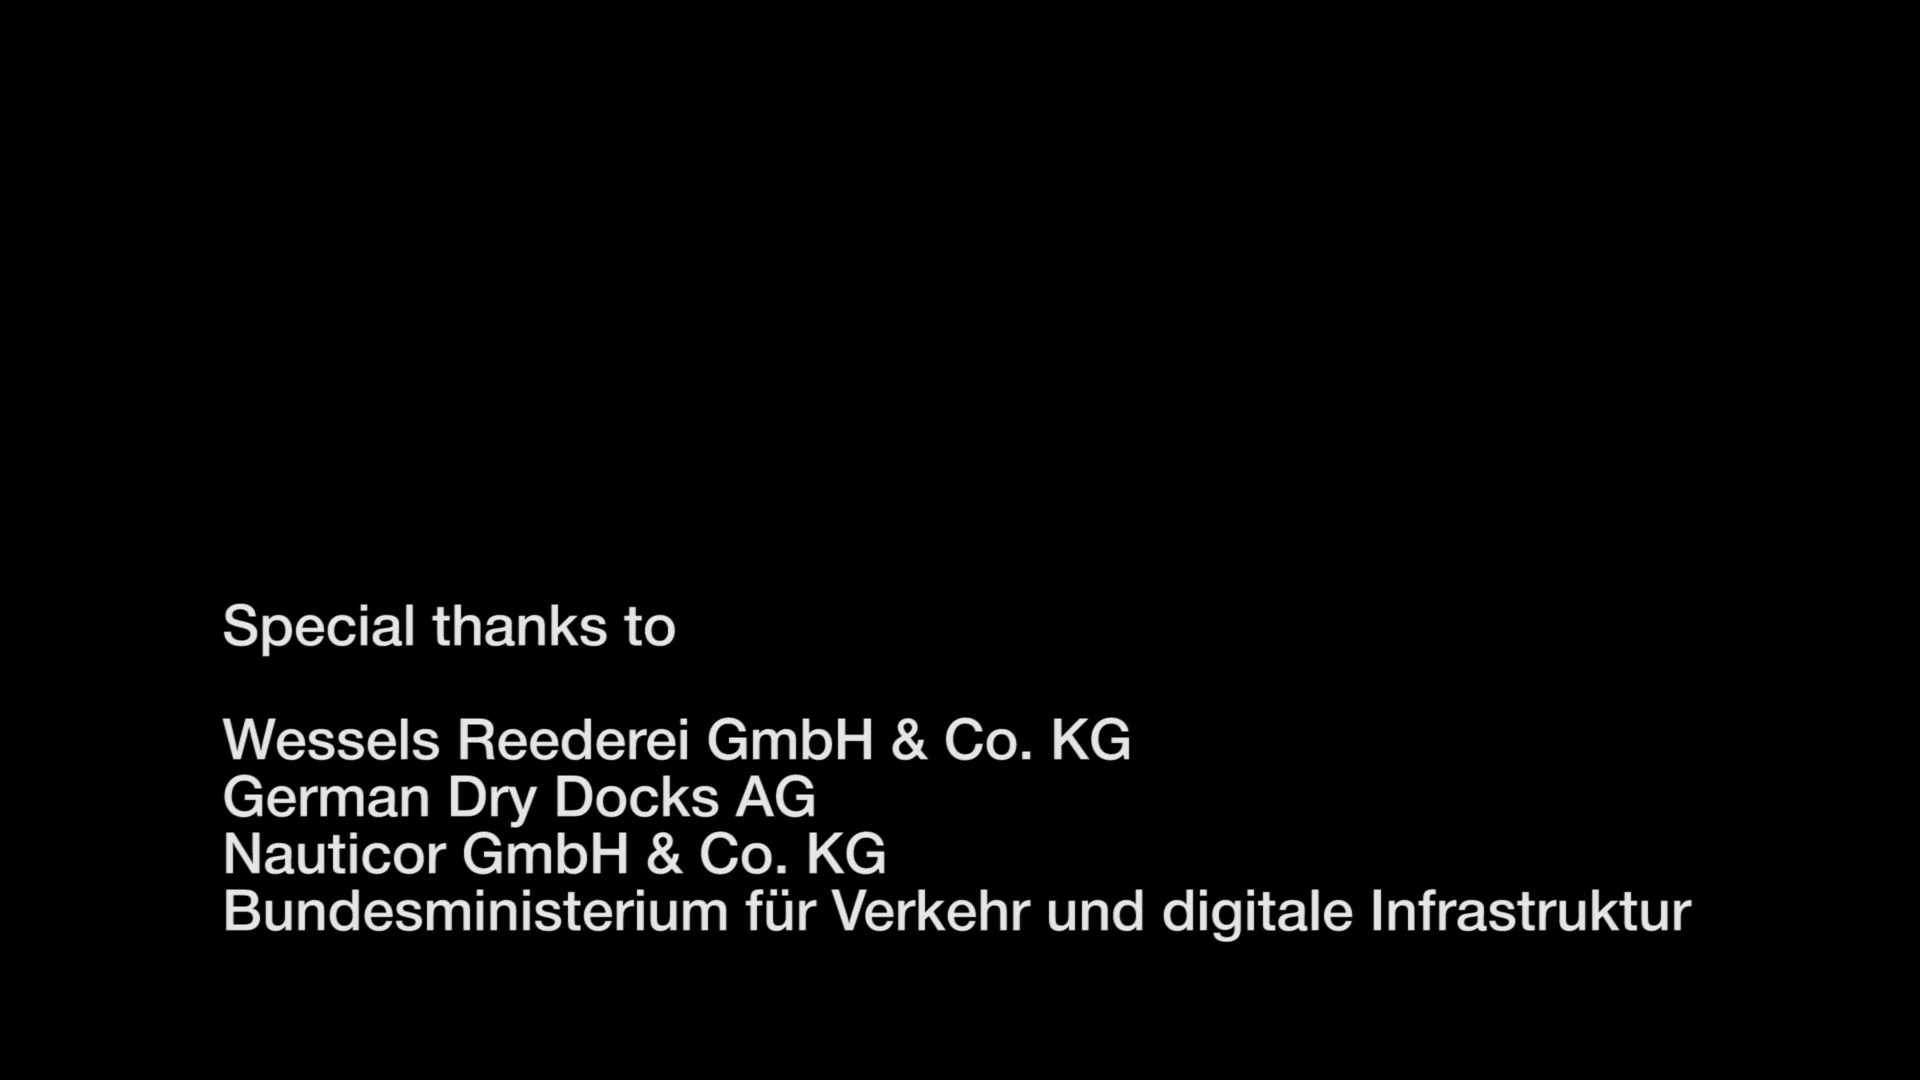 Special thanks to
Wessels Reederei GmbH & Co. KG
German Dry Docks AG
Nauticor GmbH & Co. KG
Bundesministerium für Verkehr und digitale Infrastruktur